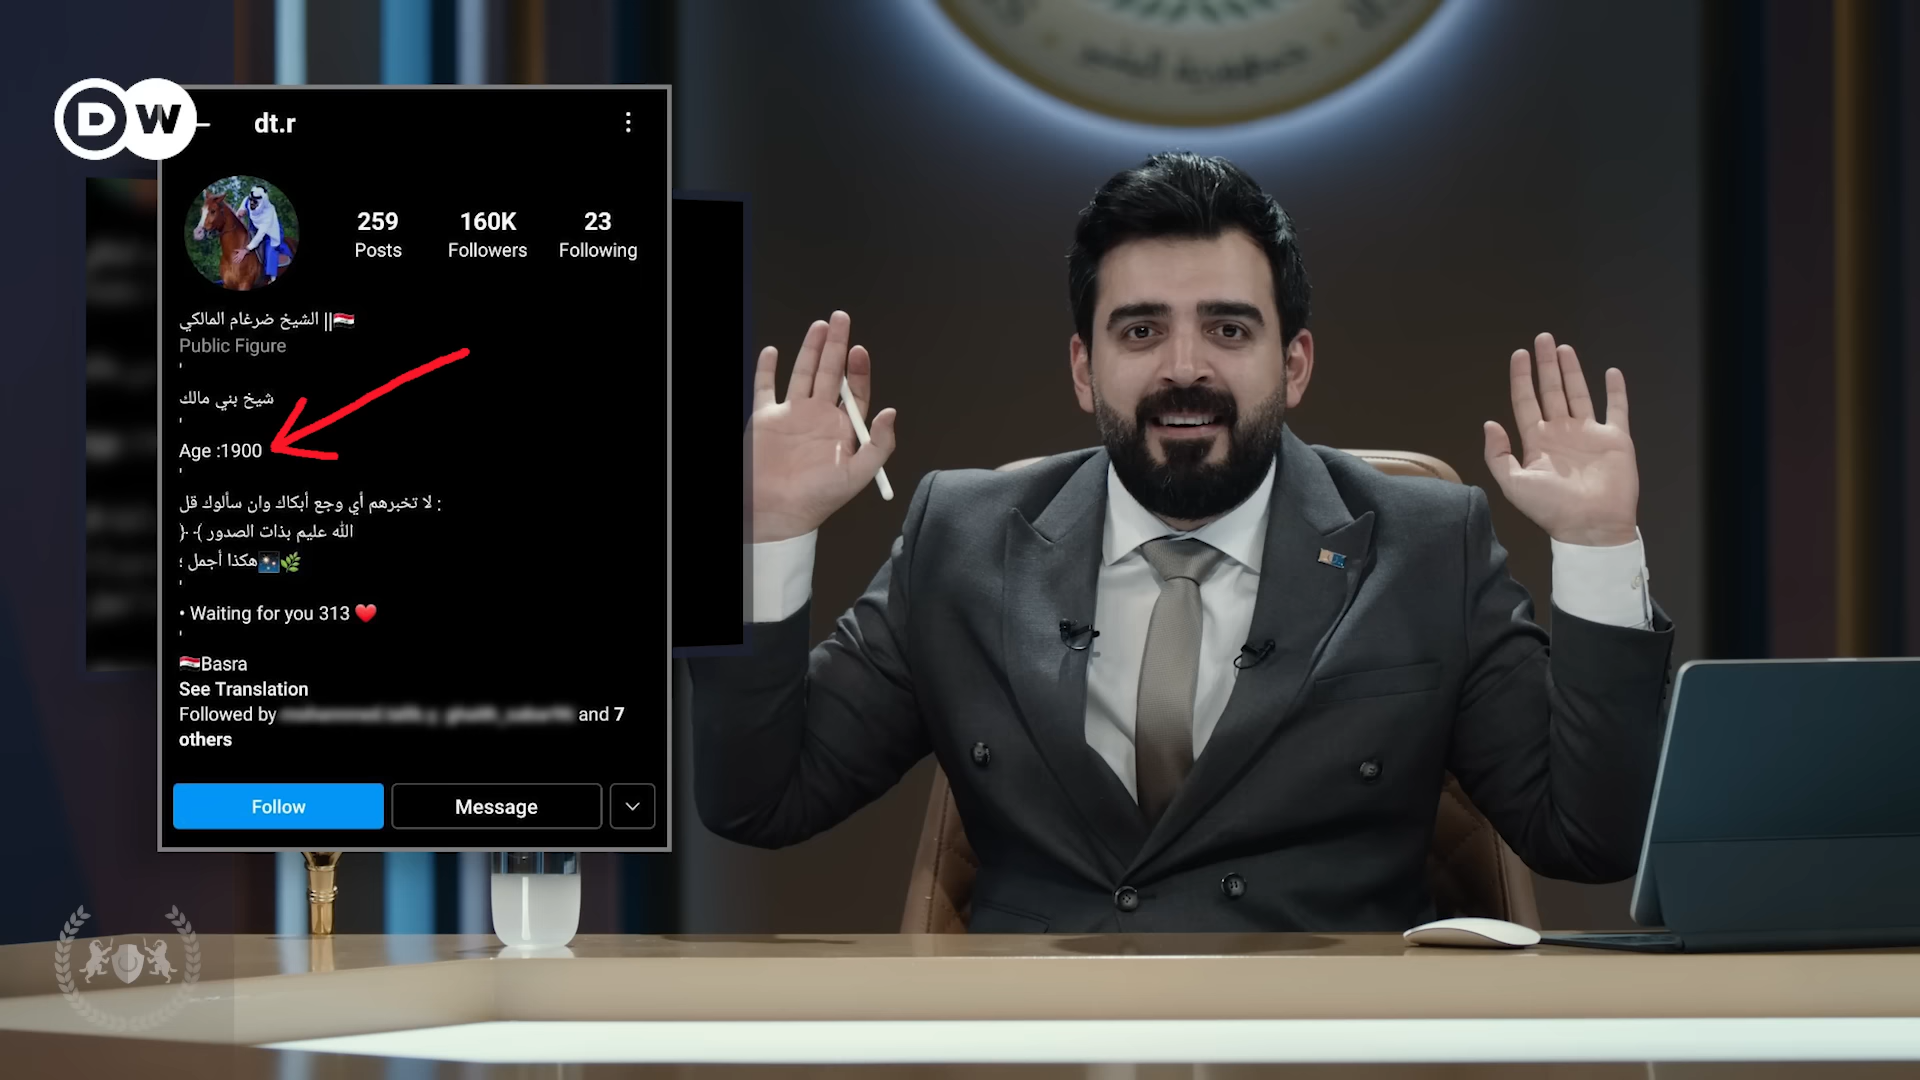 جمهورية البشير
DW
dt.r
259
160K
23
Posts
Followers
Following
الشيخ ضرغام المالكي ||🇮🇶
Public Figure
'
شيخ بني مالك
'
Age :1900
'
: لا تخبرهم أي وجع أبكاك وان سألوك قل
الله عليم بذات الصدور }- -{
هكذا أجمل ؛
'
• Waiting for you 313 ❤️
'
🇮🇶Basra
See Translation
Followed by and 7
others
Follow
Message